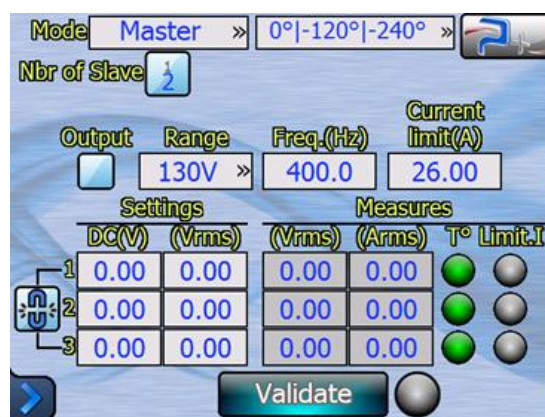 Mode Master » 0°|-120°|-240° »
Nbr of Slave 1 2
Current
Output Range Freq.(Hz) limit(A)
130V » 400.0 26.00
Settings Measures
DC(V) (Vrms) (Vrms) (Arms) T° Limit.I
1 0.00 0.00 0.00 0.00
2 0.00 0.00 0.00 0.00
3 0.00 0.00 0.00 0.00
Validate